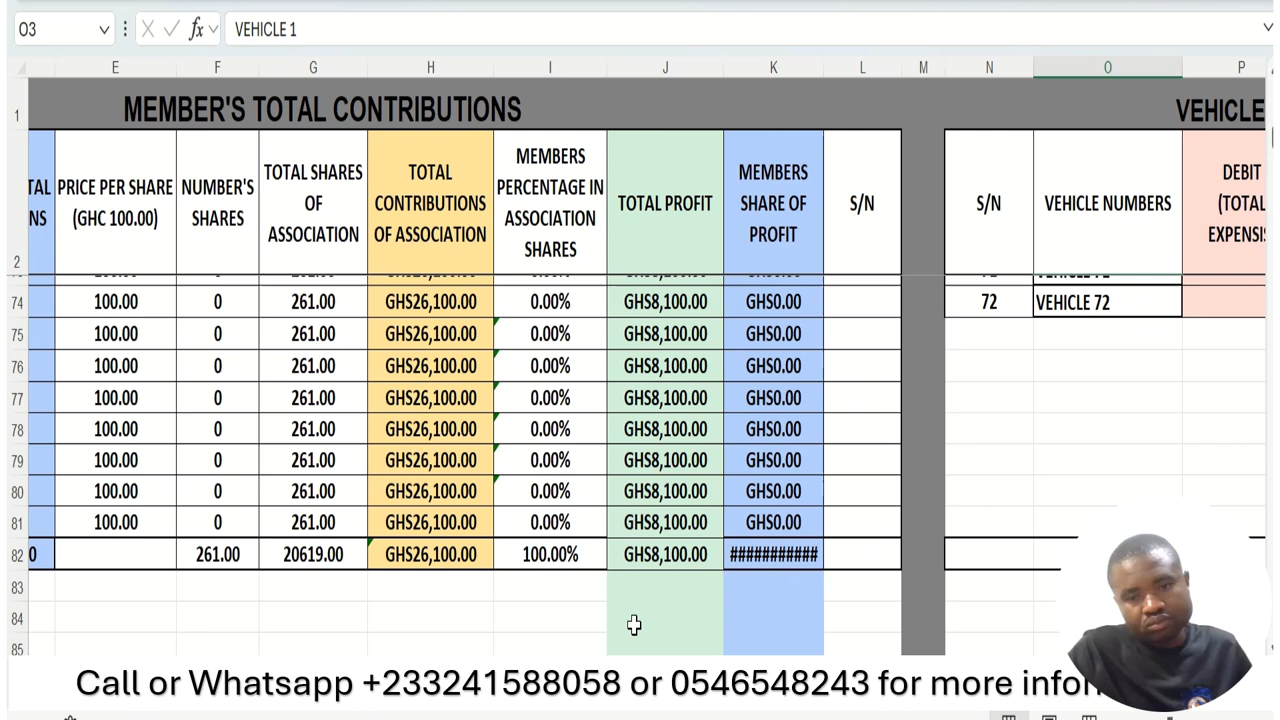 O3 fx VEHICLE 1
E F G H I J K L M N O P
1 MEMBER'S TOTAL CONTRIBUTIONS VEHICLE
2 TAL NS PRICE PER SHARE (GHC 100.00) NUMBER'S SHARES TOTAL SHARES OF ASSOCIATION TOTAL CONTRIBUTIONS OF ASSOCIATION MEMBERS PERCENTAGE IN ASSOCIATION SHARES TOTAL PROFIT MEMBERS SHARE OF PROFIT S/N S/N VEHICLE NUMBERS DEBIT (TOTAL EXPENSIS
74 100.00 0 261.00 GHS26,100.00 0.00% GHS8,100.00 GHS0.00 72 VEHICLE 72
75 100.00 0 261.00 GHS26,100.00 0.00% GHS8,100.00 GHS0.00
76 100.00 0 261.00 GHS26,100.00 0.00% GHS8,100.00 GHS0.00
77 100.00 0 261.00 GHS26,100.00 0.00% GHS8,100.00 GHS0.00
78 100.00 0 261.00 GHS26,100.00 0.00% GHS8,100.00 GHS0.00
79 100.00 0 261.00 GHS26,100.00 0.00% GHS8,100.00 GHS0.00
80 100.00 0 261.00 GHS26,100.00 0.00% GHS8,100.00 GHS0.00
81 100.00 0 261.00 GHS26,100.00 0.00% GHS8,100.00 GHS0.00
82 0 261.00 20619.00 GHS26,100.00 100.00% GHS8,100.00 ###########
83
84
85
Call or Whatsapp +233241588058 or 0546548243 for more